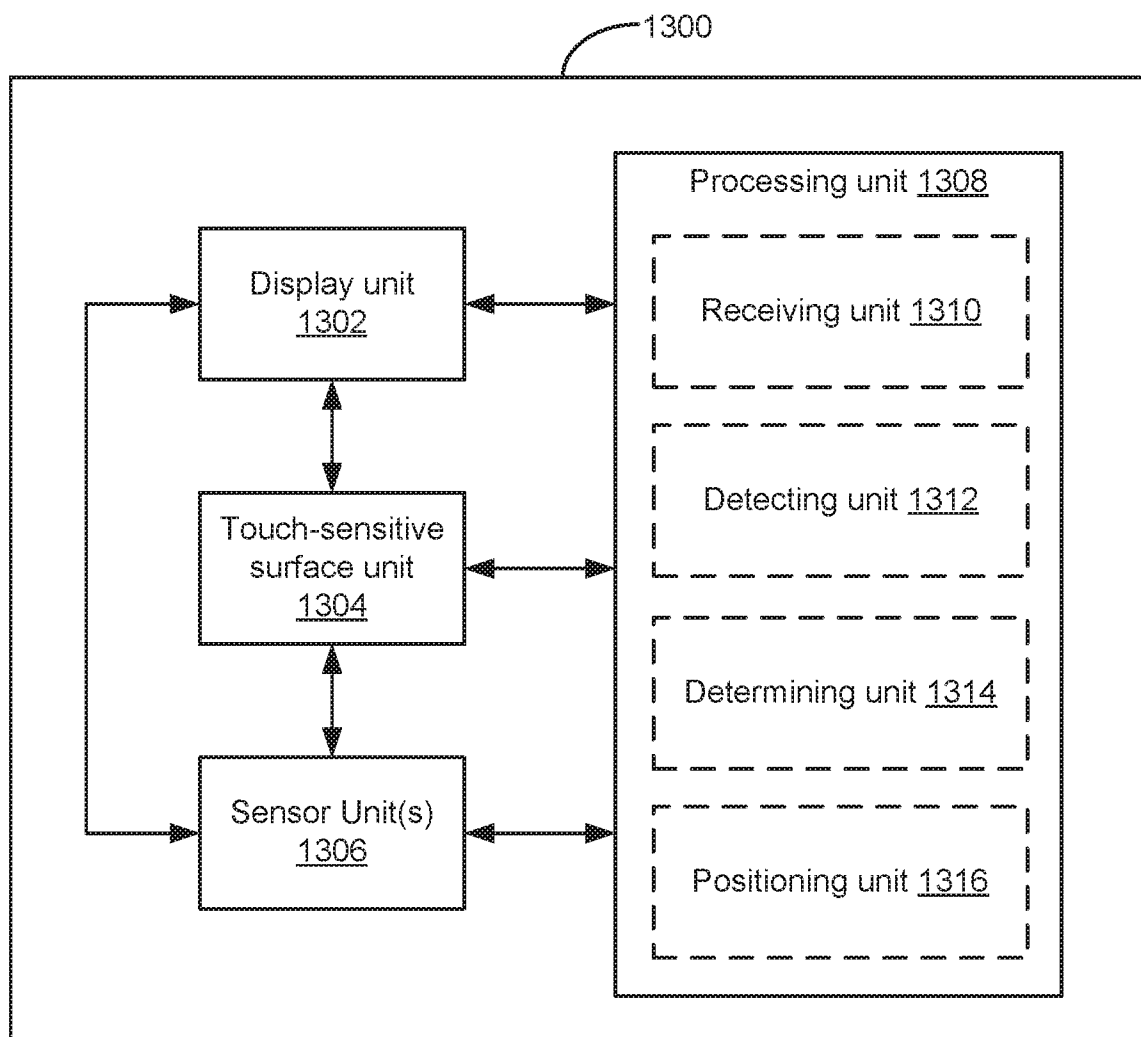 1300
Processing unit 1308
Display unit
1302
Receiving unit 1310
Touch-sensitive
surface unit
1304
Detecting unit 1312
Determining unit 1314
Sensor Unit(s)
1306
Positioning unit 1316